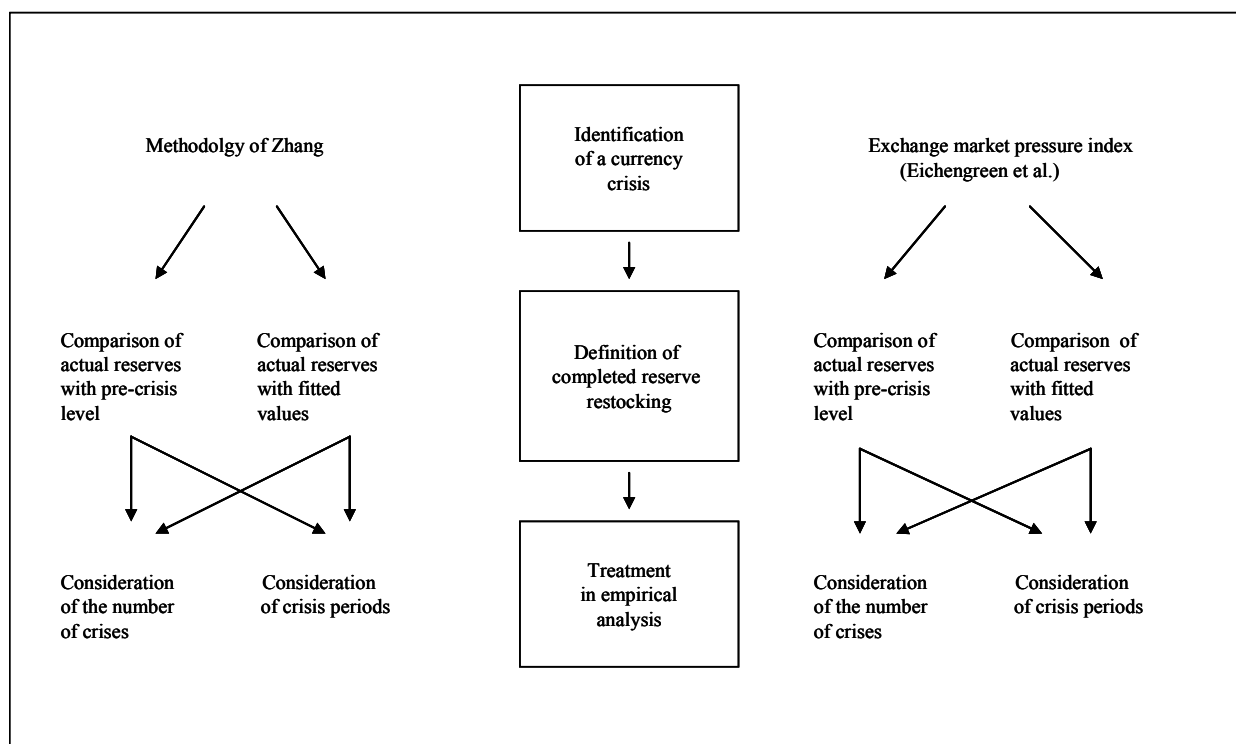 Methodolgy of Zhang
Identification
of a currency
crisis
Exchange market pressure index
(Eichengreen et al.)
Comparison of
actual reserves
with pre-crisis
level
Comparison of
actual reserves
with fitted
values
Definition of
completed reserve
restocking
Comparison of
actual reserves
with pre-crisis
level
Comparison of
actual reserves
with fitted
values
Consideration
of the number
of crises
Consideration
of crisis periods
Treatment
in empirical
analysis
Consideration
of the number
of crises
Consideration
of crisis periods